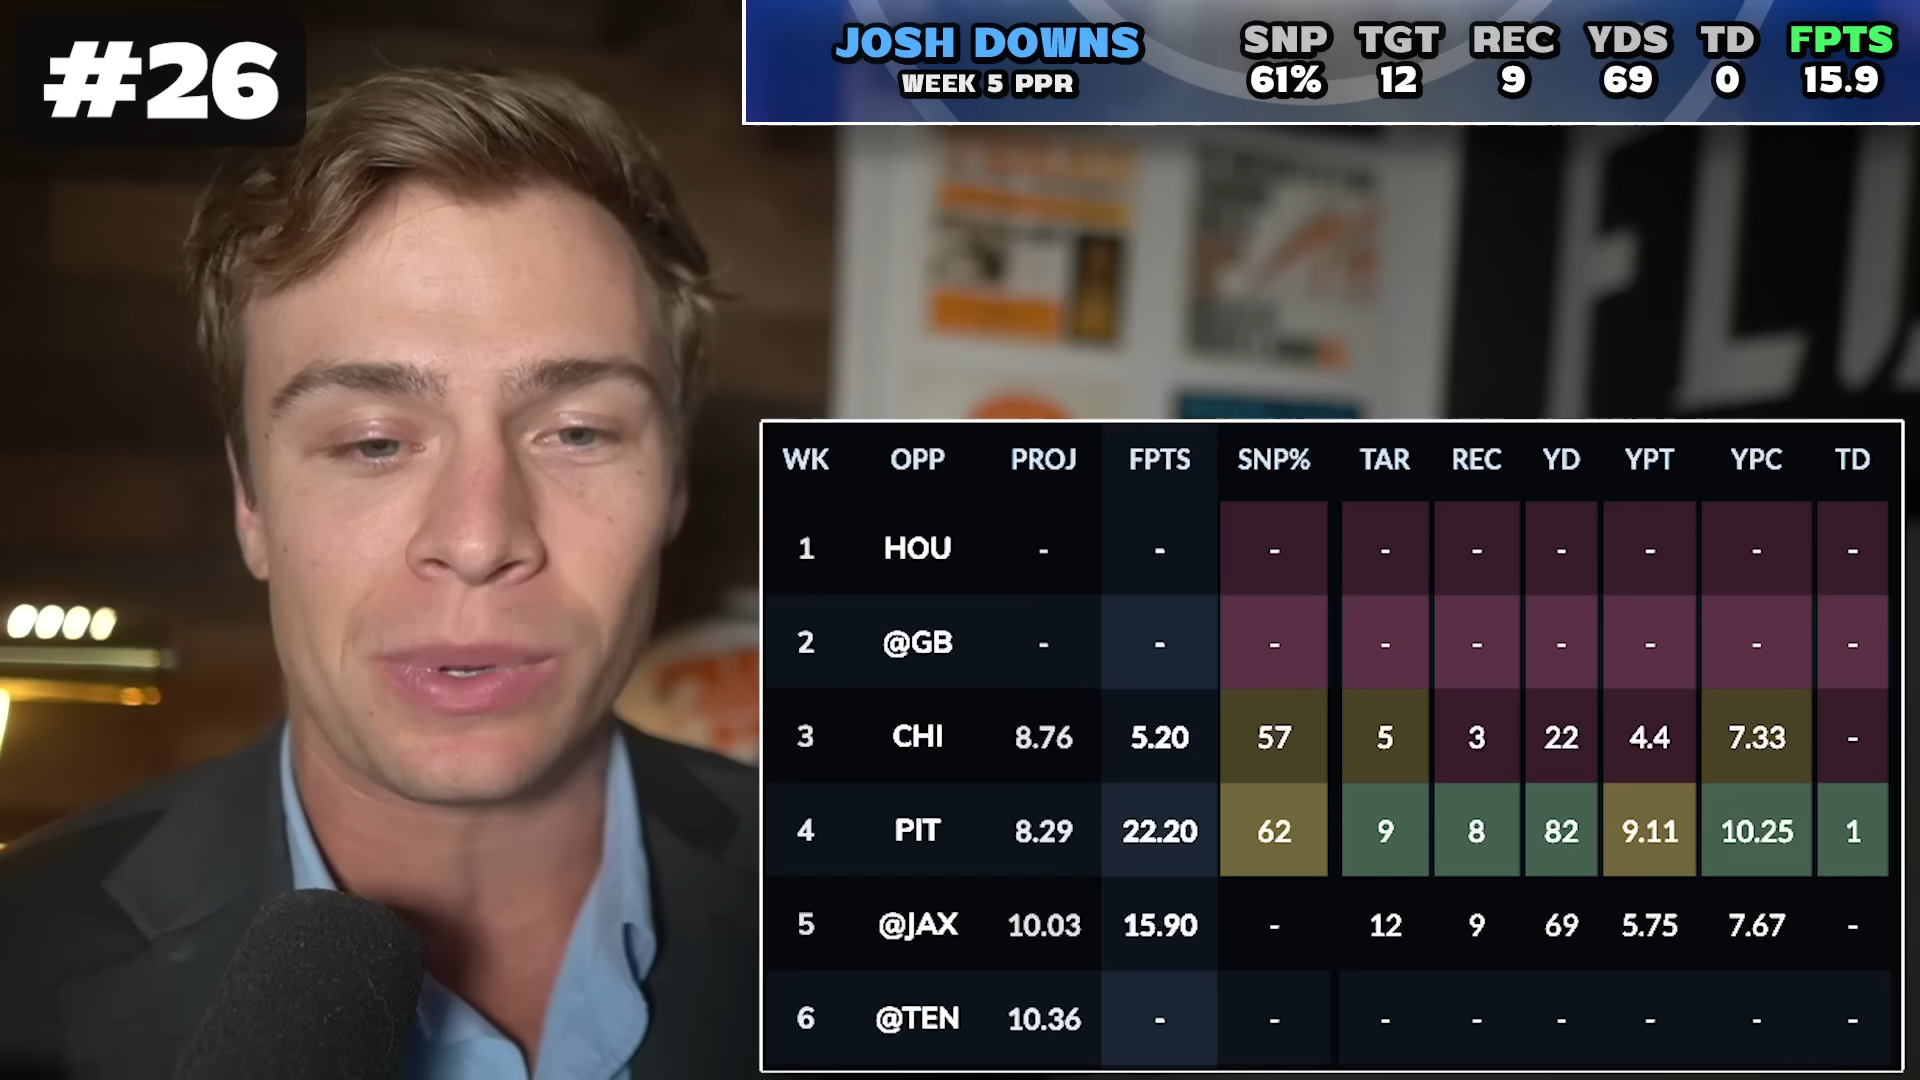 #26
JOSH DOWNS SNP TGT REC YDS TD FPTS
WEEK 5 PPR 61% 12 9 69 0 15.9
WK OPP PROJ FPTS SNP% TAR REC YD YPT YPC TD
1 HOU - - - - - - - - -
2 @GB - - - - - - - - -
3 CHI 8.76 5.20 57 5 3 22 4.4 7.33 -
4 PIT 8.29 22.20 62 9 8 82 9.11 10.25 1
5 @JAX 10.03 15.90 - 12 9 69 5.75 7.67 -
6 @TEN 10.36 - - - - - - - -